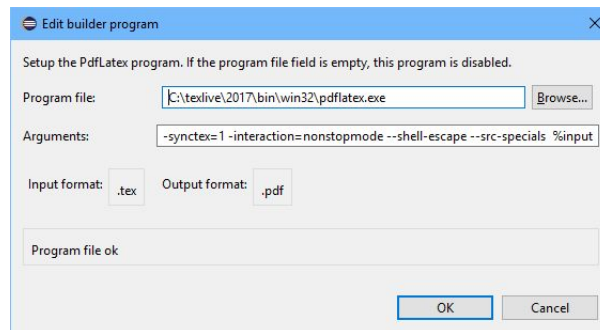 Edit builder program
Setup the PdfLatex program. If the program file field is empty, this program is disabled.
Program file: C:\texlive\2017\bin\win32\pdflatex.exe Browse...
Arguments: -synctex=1 -interaction=nonstopmode --shell-escape --src-specials %input
Input format: .tex Output format: .pdf
Program file ok
OK Cancel